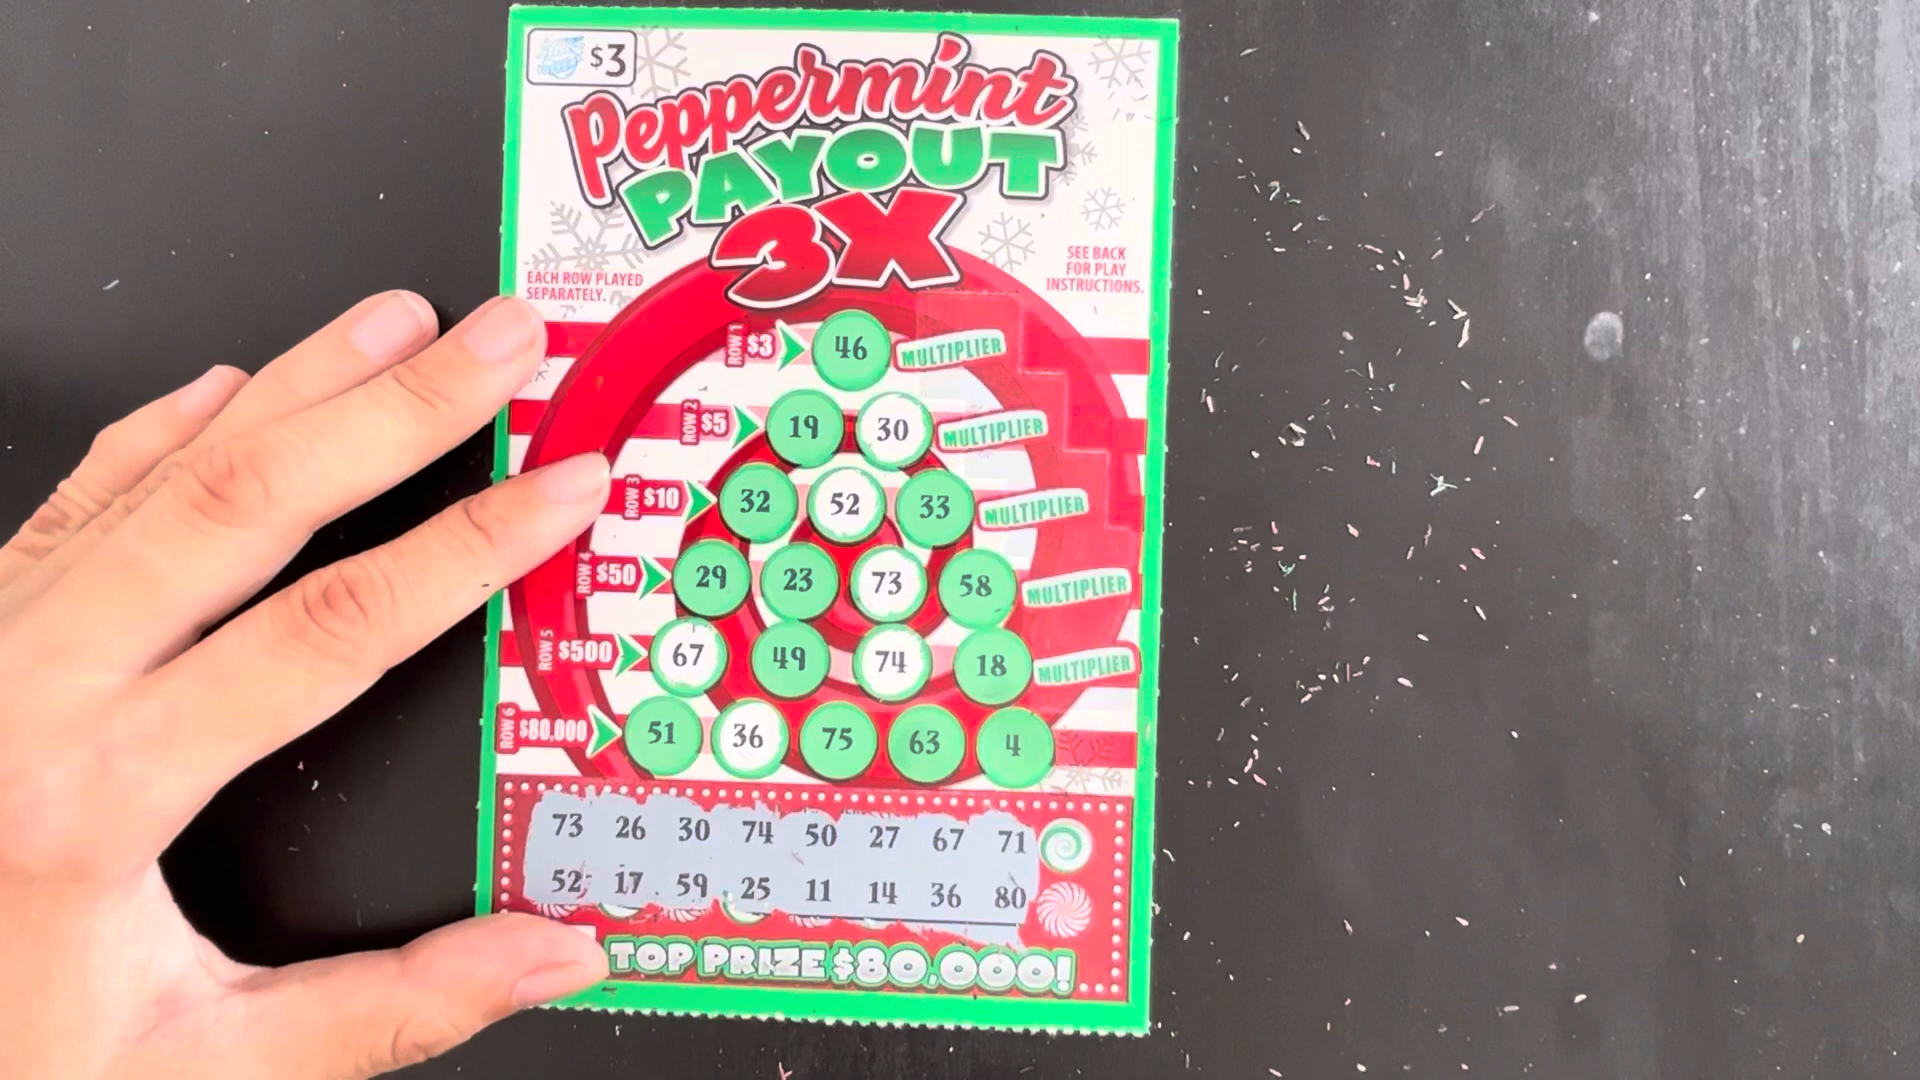 $3
Peppermint
PAYOUT
3X
EACH ROW PLAYED
SEPARATELY.
SEE BACK
FOR PLAY
INSTRUCTIONS.
ROW 1 $3 46 MULTIPLIER
ROW 2 $5 19 30 MULTIPLIER
ROW 3 $10 32 52 33 MULTIPLIER
ROW 4 $50 29 23 73 58 MULTIPLIER
ROW 5 $500 67 49 74 18 MULTIPLIER
ROW 6 $80,000 51 36 75 63 4
73 26 30 74 50 27 67 71
52 17 59 25 11 14 36 80
TOP PRIZE $80,000!